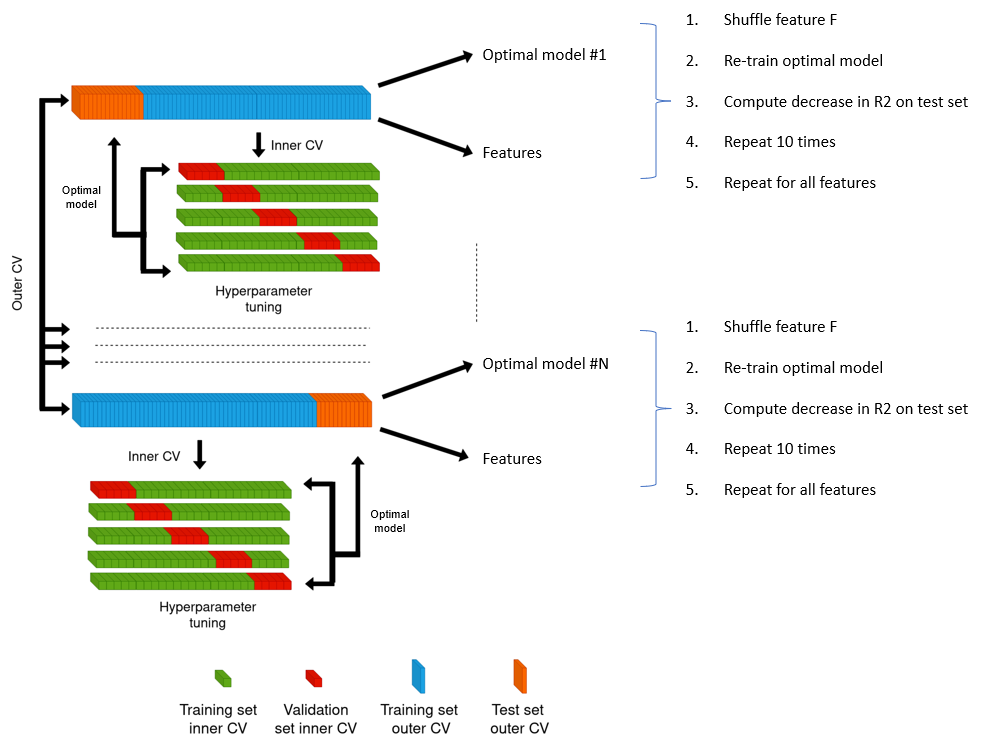 Optimal model #1
Features
1. Shuffle feature F
2. Re-train optimal model
3. Compute decrease in R2 on test set
4. Repeat 10 times
5. Repeat for all features
Outer CV
Inner CV
Optimal
model
Hyperparameter
tuning
Optimal model #N
Features
1. Shuffle feature F
2. Re-train optimal model
3. Compute decrease in R2 on test set
4. Repeat 10 times
5. Repeat for all features
Inner CV
Optimal
model
Hyperparameter
tuning
Training set
inner CV
Validation
set inner CV
Training set
outer CV
Test set
outer CV